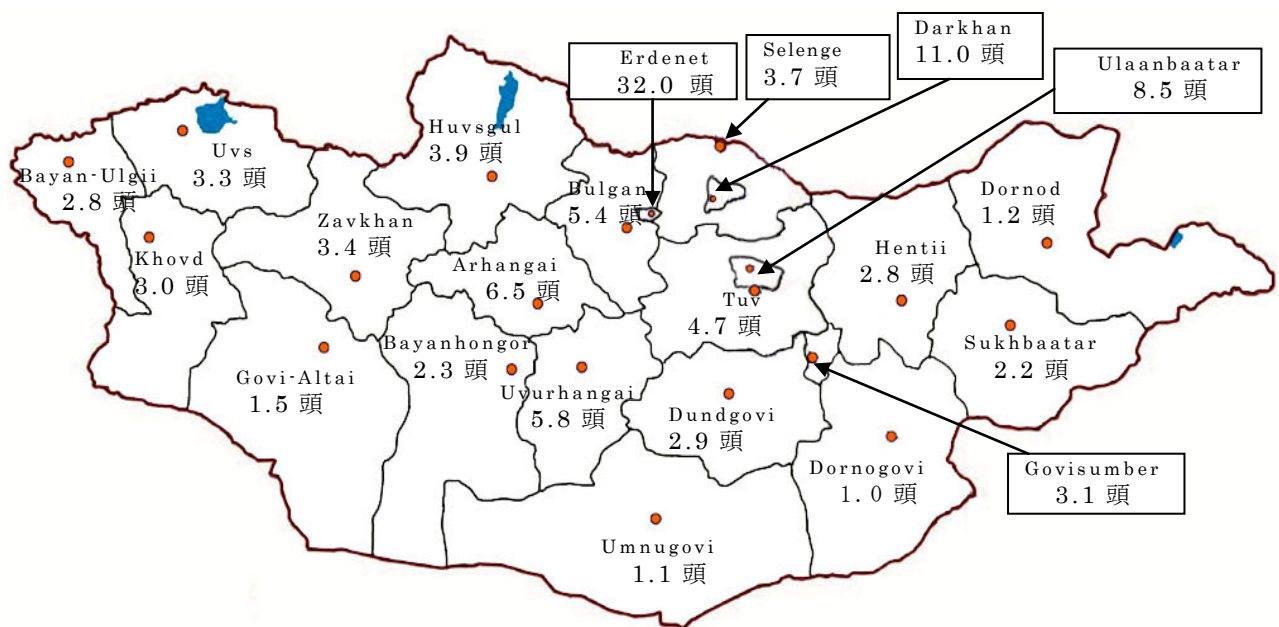 Erdenet
32.0 頭
Selenge
3.7 頭
Darkhan
11.0 頭
Ulaanbaatar
8.5 頭
Huvsgul
3.9 頭
Uvs
3.3 頭
Bayan-Ulgii
2.8 頭
Bulgan
5.4 頭
Dornod
1.2 頭
Zavkhan
3.4 頭
Khovd
3.0 頭
Arhangai
6.5 頭
Hentii
2.8 頭
Tuv
4.7 頭
Bayanhongor
2.3 頭
Sukhbaatar
2.2 頭
Govi-Altai
1.5 頭
Uvurhangai
5.8 頭
Dundgovi
2.9 頭
Dornogovi
1.0 頭
Govisumber
3.1 頭
Umnugovi
1.1 頭